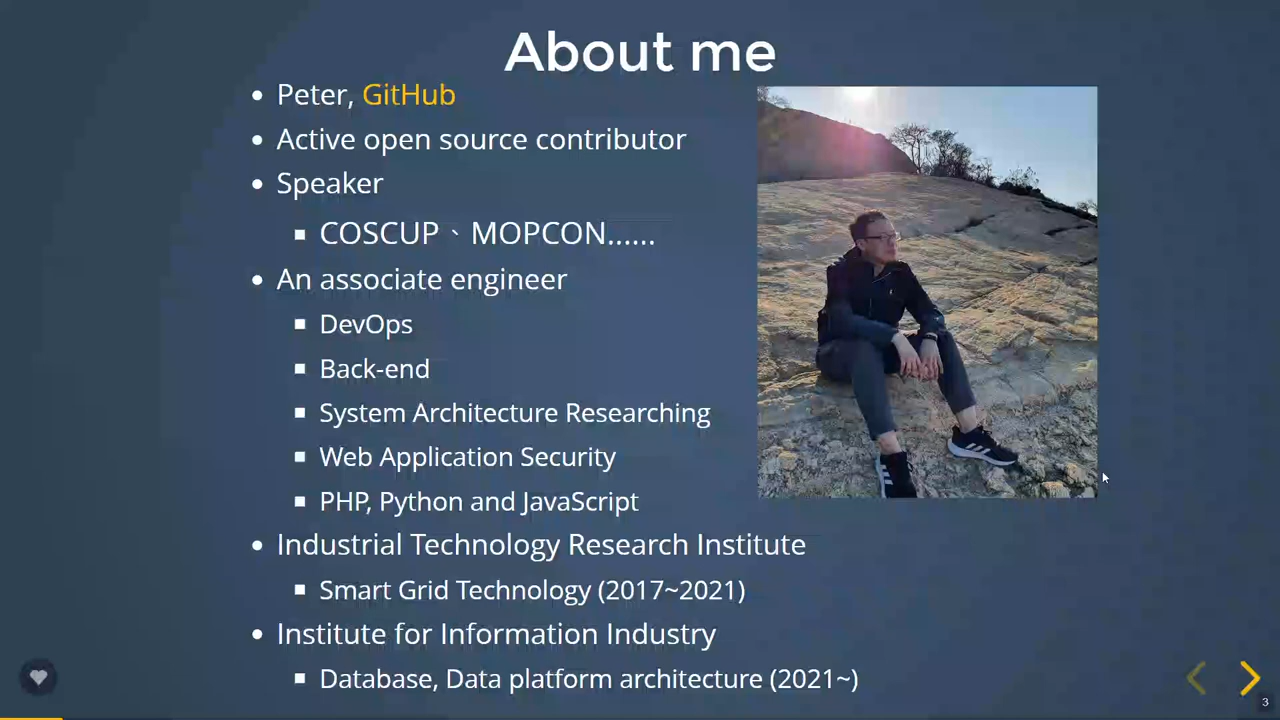 About me
Peter, GitHub
Active open source contributor
Speaker
COSCUP、MOPCON......
An associate engineer
DevOps
Back-end
System Architecture Researching
Web Application Security
PHP, Python and JavaScript
Industrial Technology Research Institute
Smart Grid Technology (2017~2021)
Institute for Information Industry
Database, Data platform architecture (2021~)
3